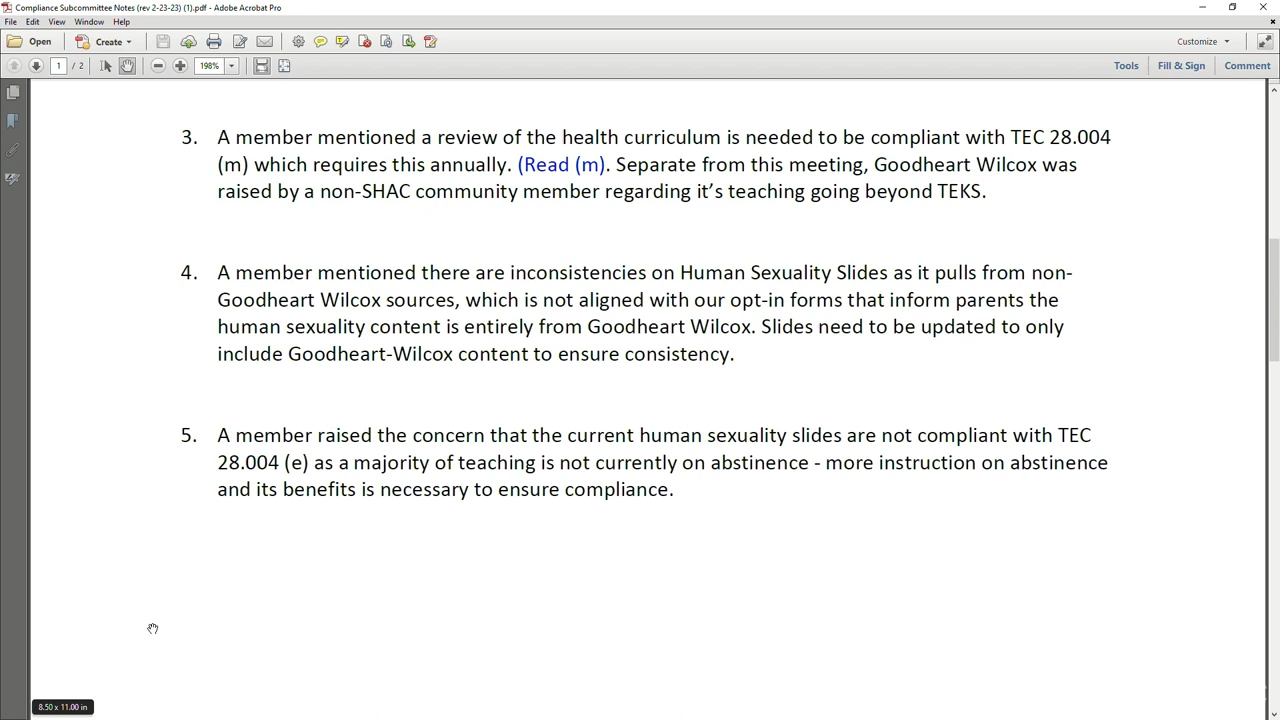 Compliance Subcommittee Notes (rev 2-23-23) (1).pdf - Adobe Acrobat Pro
File Edit View Window Help
Open Create Customize
1 / 2 198% Tools Fill & Sign Comment
3. A member mentioned a review of the health curriculum is needed to be compliant with TEC 28.004
(m) which requires this annually. (Read (m). Separate from this meeting, Goodheart Wilcox was
raised by a non-SHAC community member regarding it's teaching going beyond TEKS.
4. A member mentioned there are inconsistencies on Human Sexuality Slides as it pulls from non-
Goodheart Wilcox sources, which is not aligned with our opt-in forms that inform parents the
human sexuality content is entirely from Goodheart Wilcox. Slides need to be updated to only
include Goodheart-Wilcox content to ensure consistency.
5. A member raised the concern that the current human sexuality slides are not compliant with TEC
28.004 (e) as a majority of teaching is not currently on abstinence - more instruction on abstinence
and its benefits is necessary to ensure compliance.
8.50 x 11.00 in